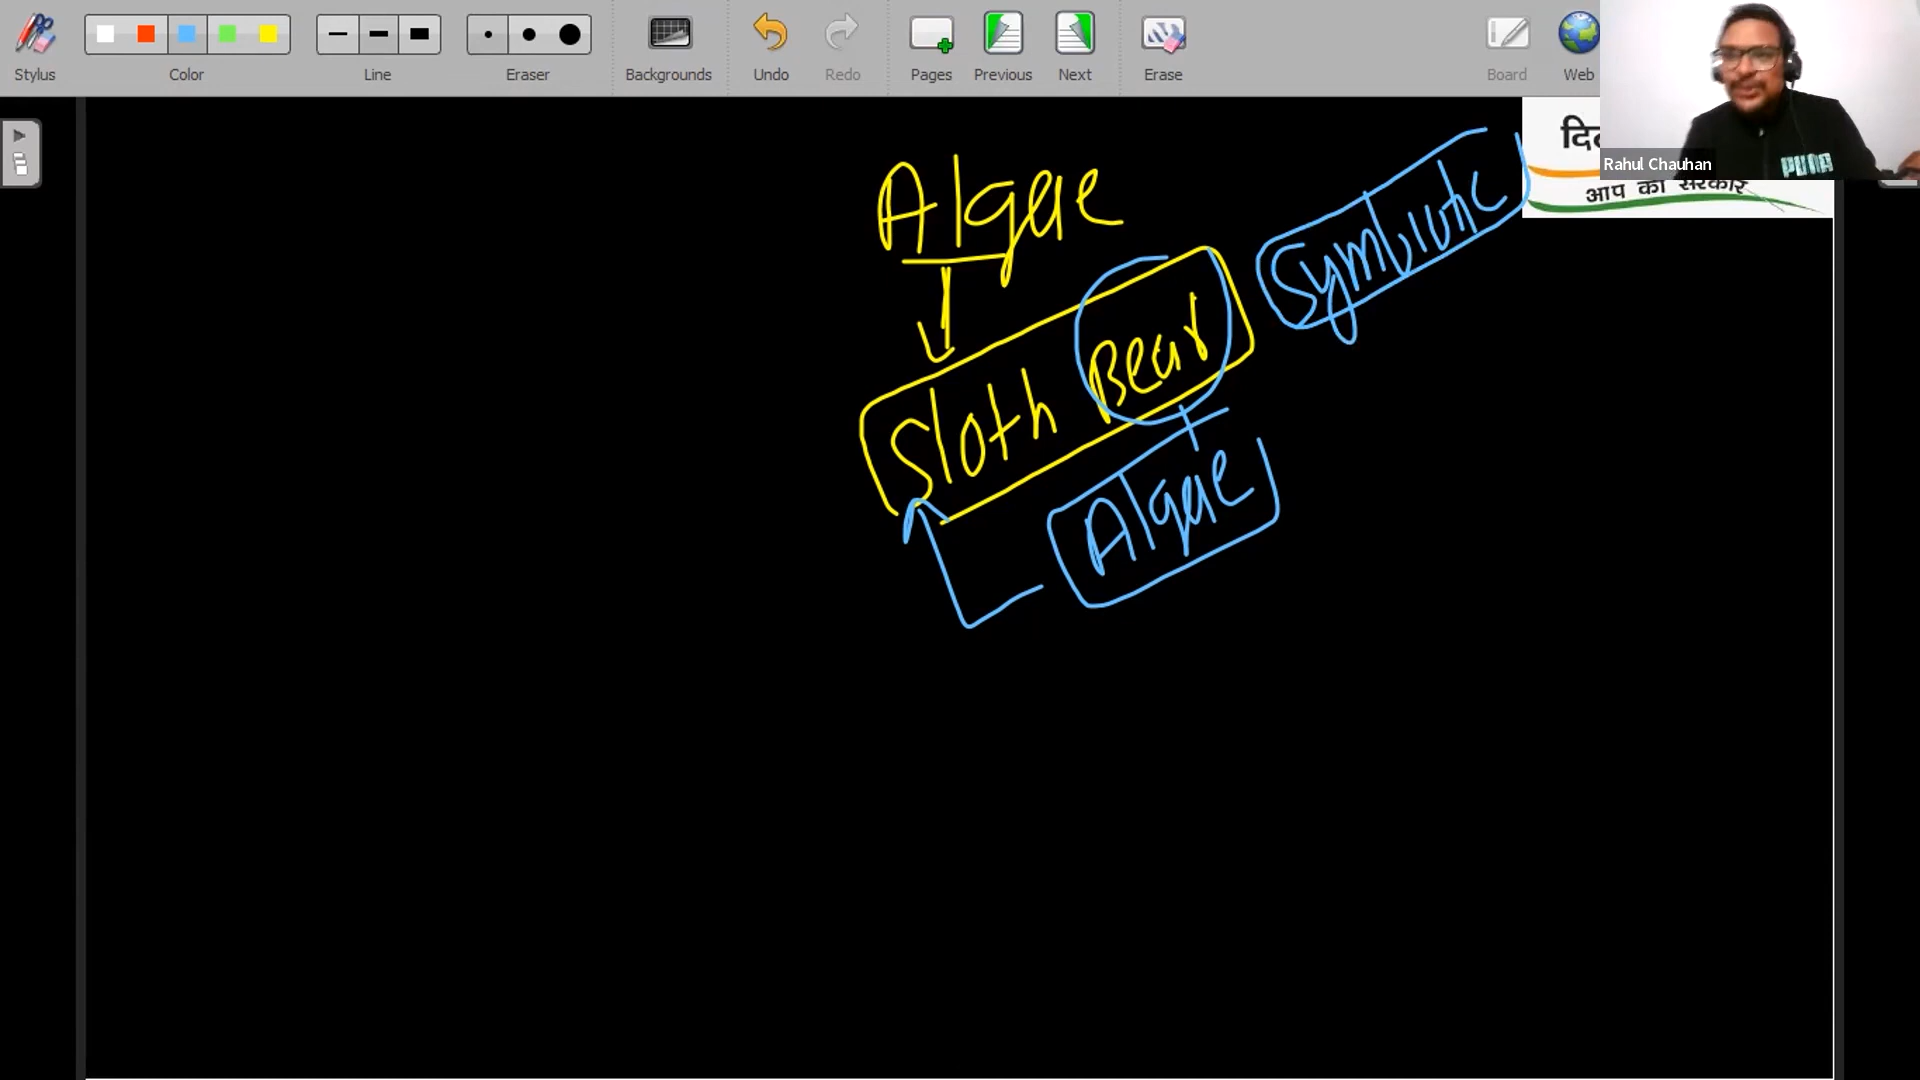 Stylus
Color
Line
Eraser
Backgrounds
Undo
Redo
Pages
Previous
Next
Erase
Board
Web
Rahul Chauhan
PUMA
आप की सरकार
Algae
Symbiotic
Sloth Bear
Algae